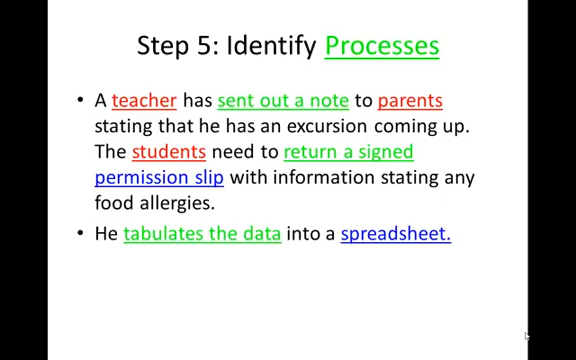 Step 5: Identify Processes
• A teacher has sent out a note to parents
stating that he has an excursion coming up.
The students need to return a signed
permission slip with information stating any
food allergies.
• He tabulates the data into a spreadsheet.